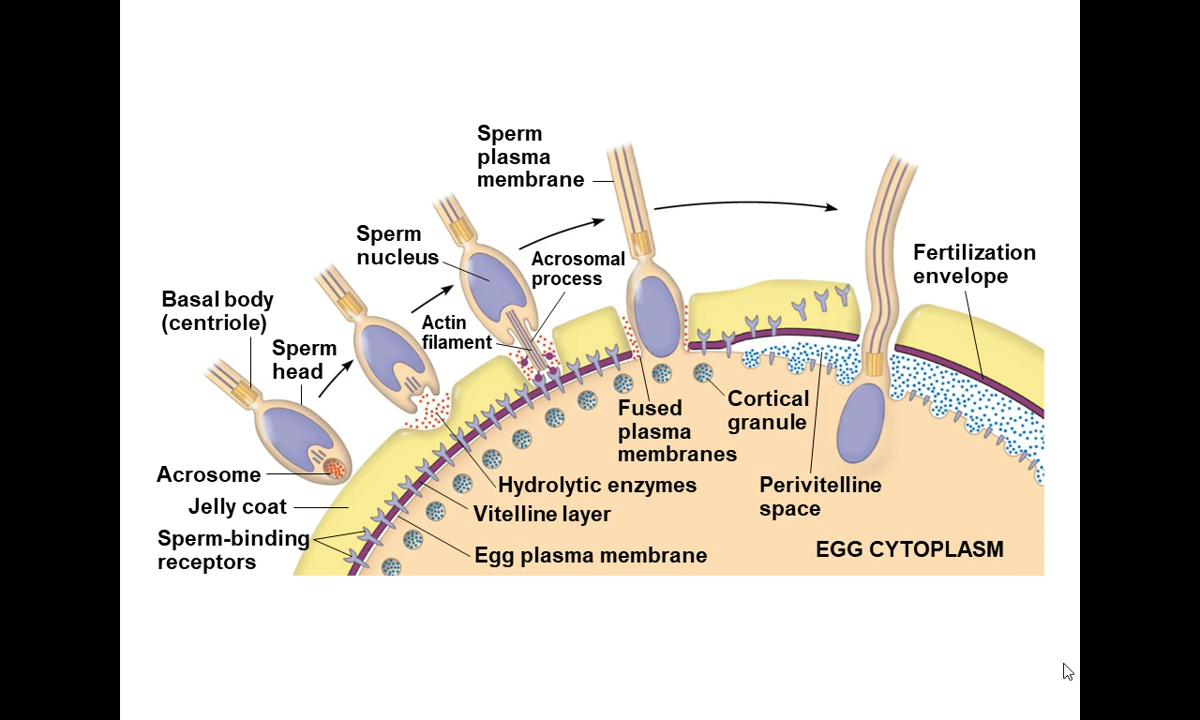 Sperm
plasma
membrane
Sperm
nucleus
Acrosomal
process
Fertilization
envelope
Basal body
(centriole)
Actin
filament
Sperm
head
Fused
plasma
membranes
Cortical
granule
Acrosome
Hydrolytic enzymes
Perivitelline
space
Jelly coat
Vitelline layer
Sperm-binding
receptors
Egg plasma membrane
EGG CYTOPLASM